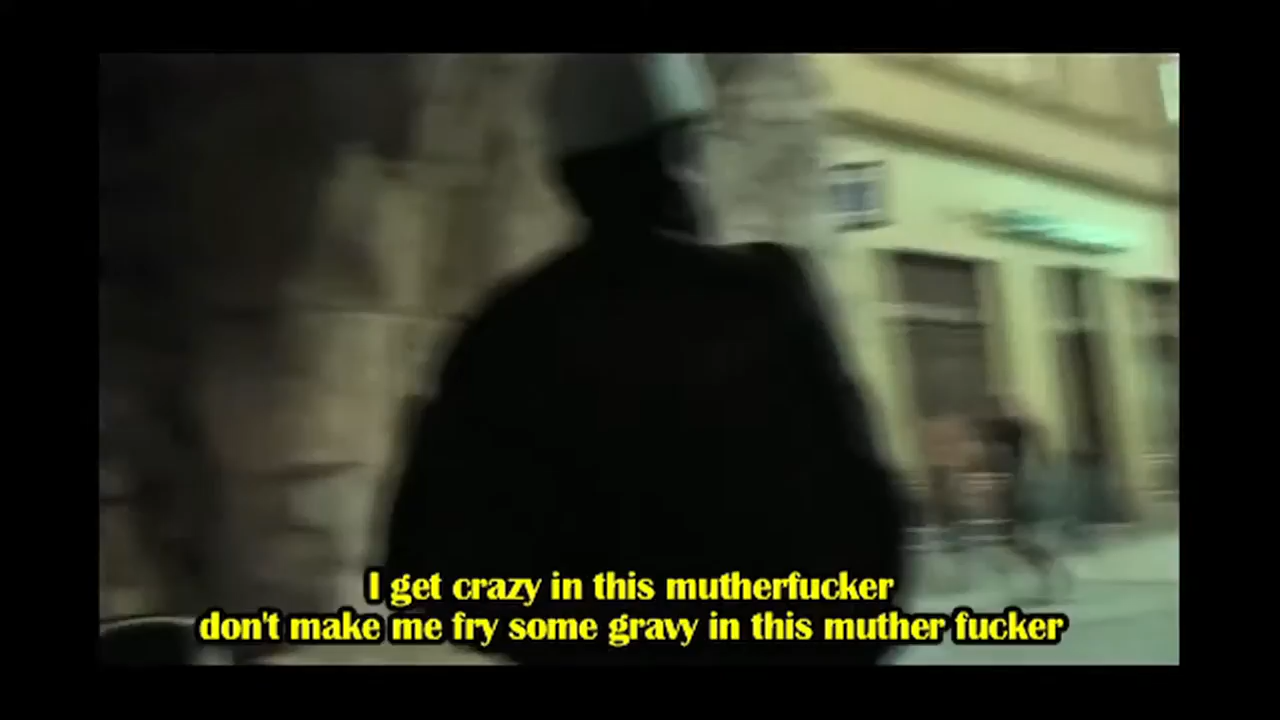 I get crazy in this mutherfucker
don't make me fry some gravy in this muther fucker